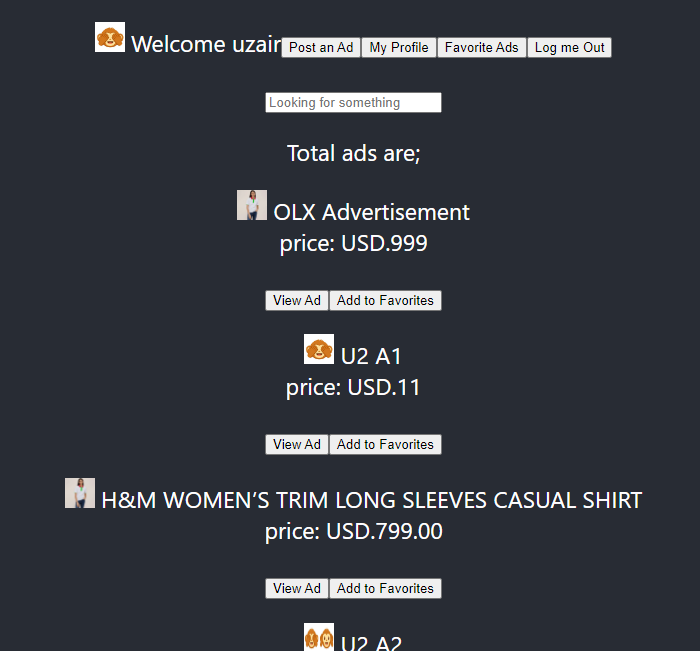 Welcome uzair Post an Ad My Profile Favorite Ads Log me Out
Looking for something
Total ads are;
OLX Advertisement
price: USD.999
View Ad Add to Favorites
U2 A1
price: USD.11
View Ad Add to Favorites
H&M WOMEN’S TRIM LONG SLEEVES CASUAL SHIRT
price: USD.799.00
View Ad Add to Favorites
U2 A2